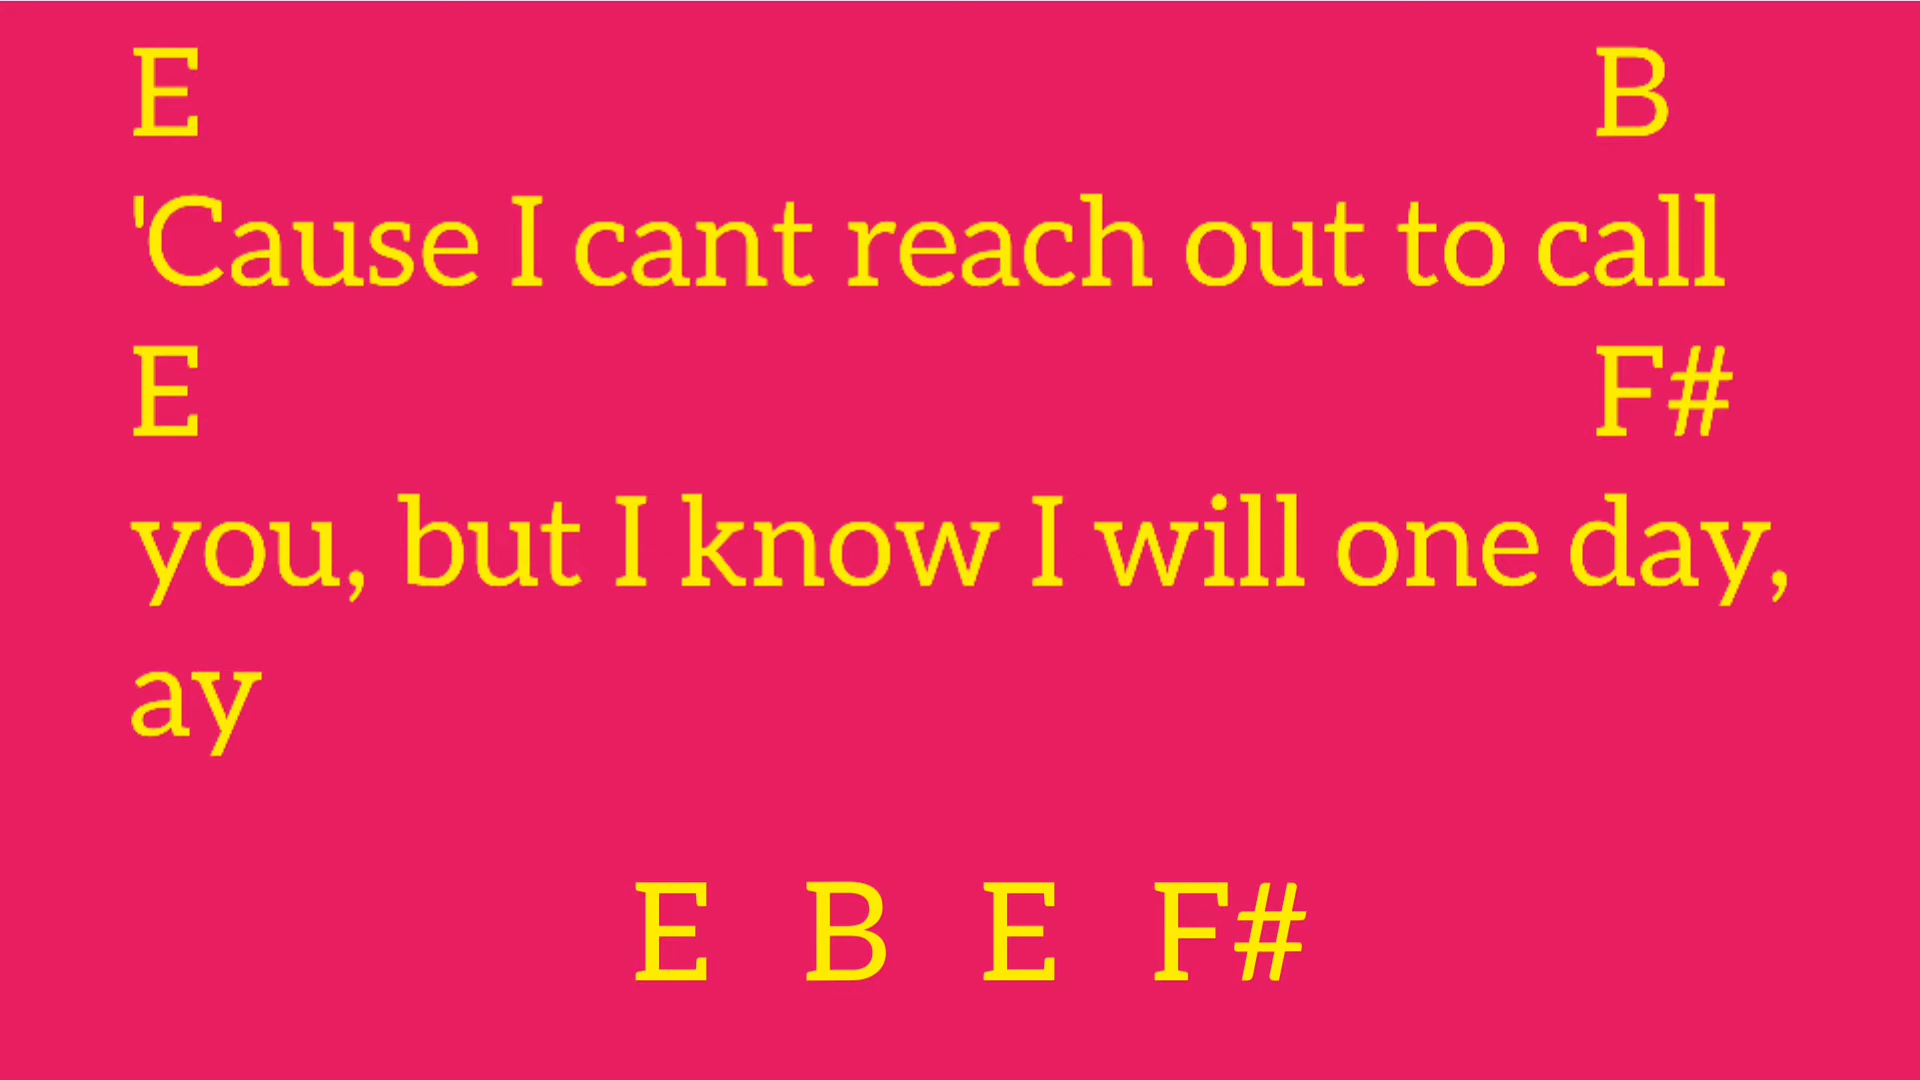 E B
'Cause I cant reach out to call
E F#
you, but I know I will one day,
ay
E B E F#